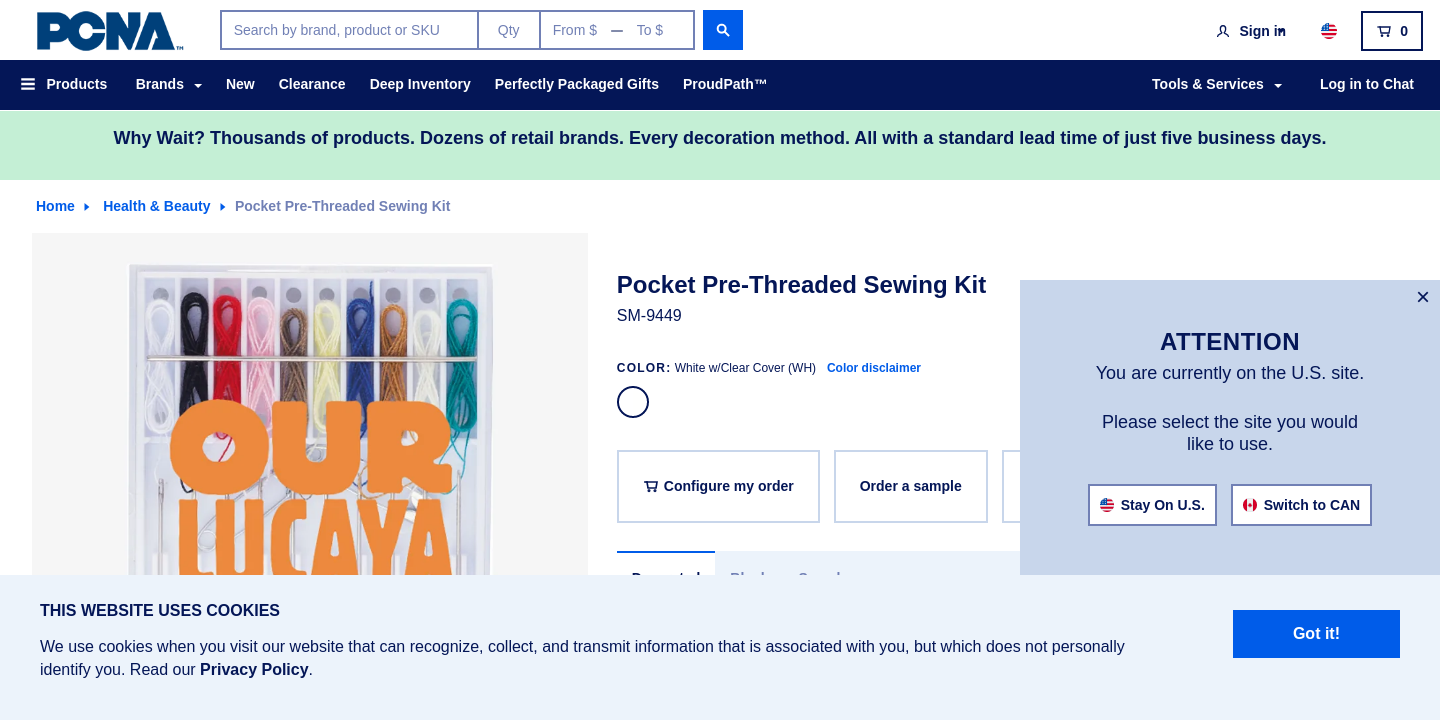 PCNA™
Search by brand, product or SKU
Qty
From $ — To $
Sign in
0
Products
Brands
New
Clearance
Deep Inventory
Perfectly Packaged Gifts
ProudPath™
Tools & Services
Log in to Chat
Why Wait? Thousands of products. Dozens of retail brands. Every decoration method. All with a standard lead time of just five business days.
Home
Health & Beauty
Pocket Pre-Threaded Sewing Kit
OUR
LUCAYA
Pocket Pre-Threaded Sewing Kit
SM-9449
COLOR: White w/Clear Cover (WH) Color disclaimer
Configure my order
Order a sample
×
ATTENTION
You are currently on the U.S. site.
Please select the site you would
like to use.
Stay On U.S.
Switch to CAN
THIS WEBSITE USES COOKIES
We use cookies when you visit our website that can recognize, collect, and transmit information that is associated with you, but which does not personally
identify you. Read our Privacy Policy.
Got it!